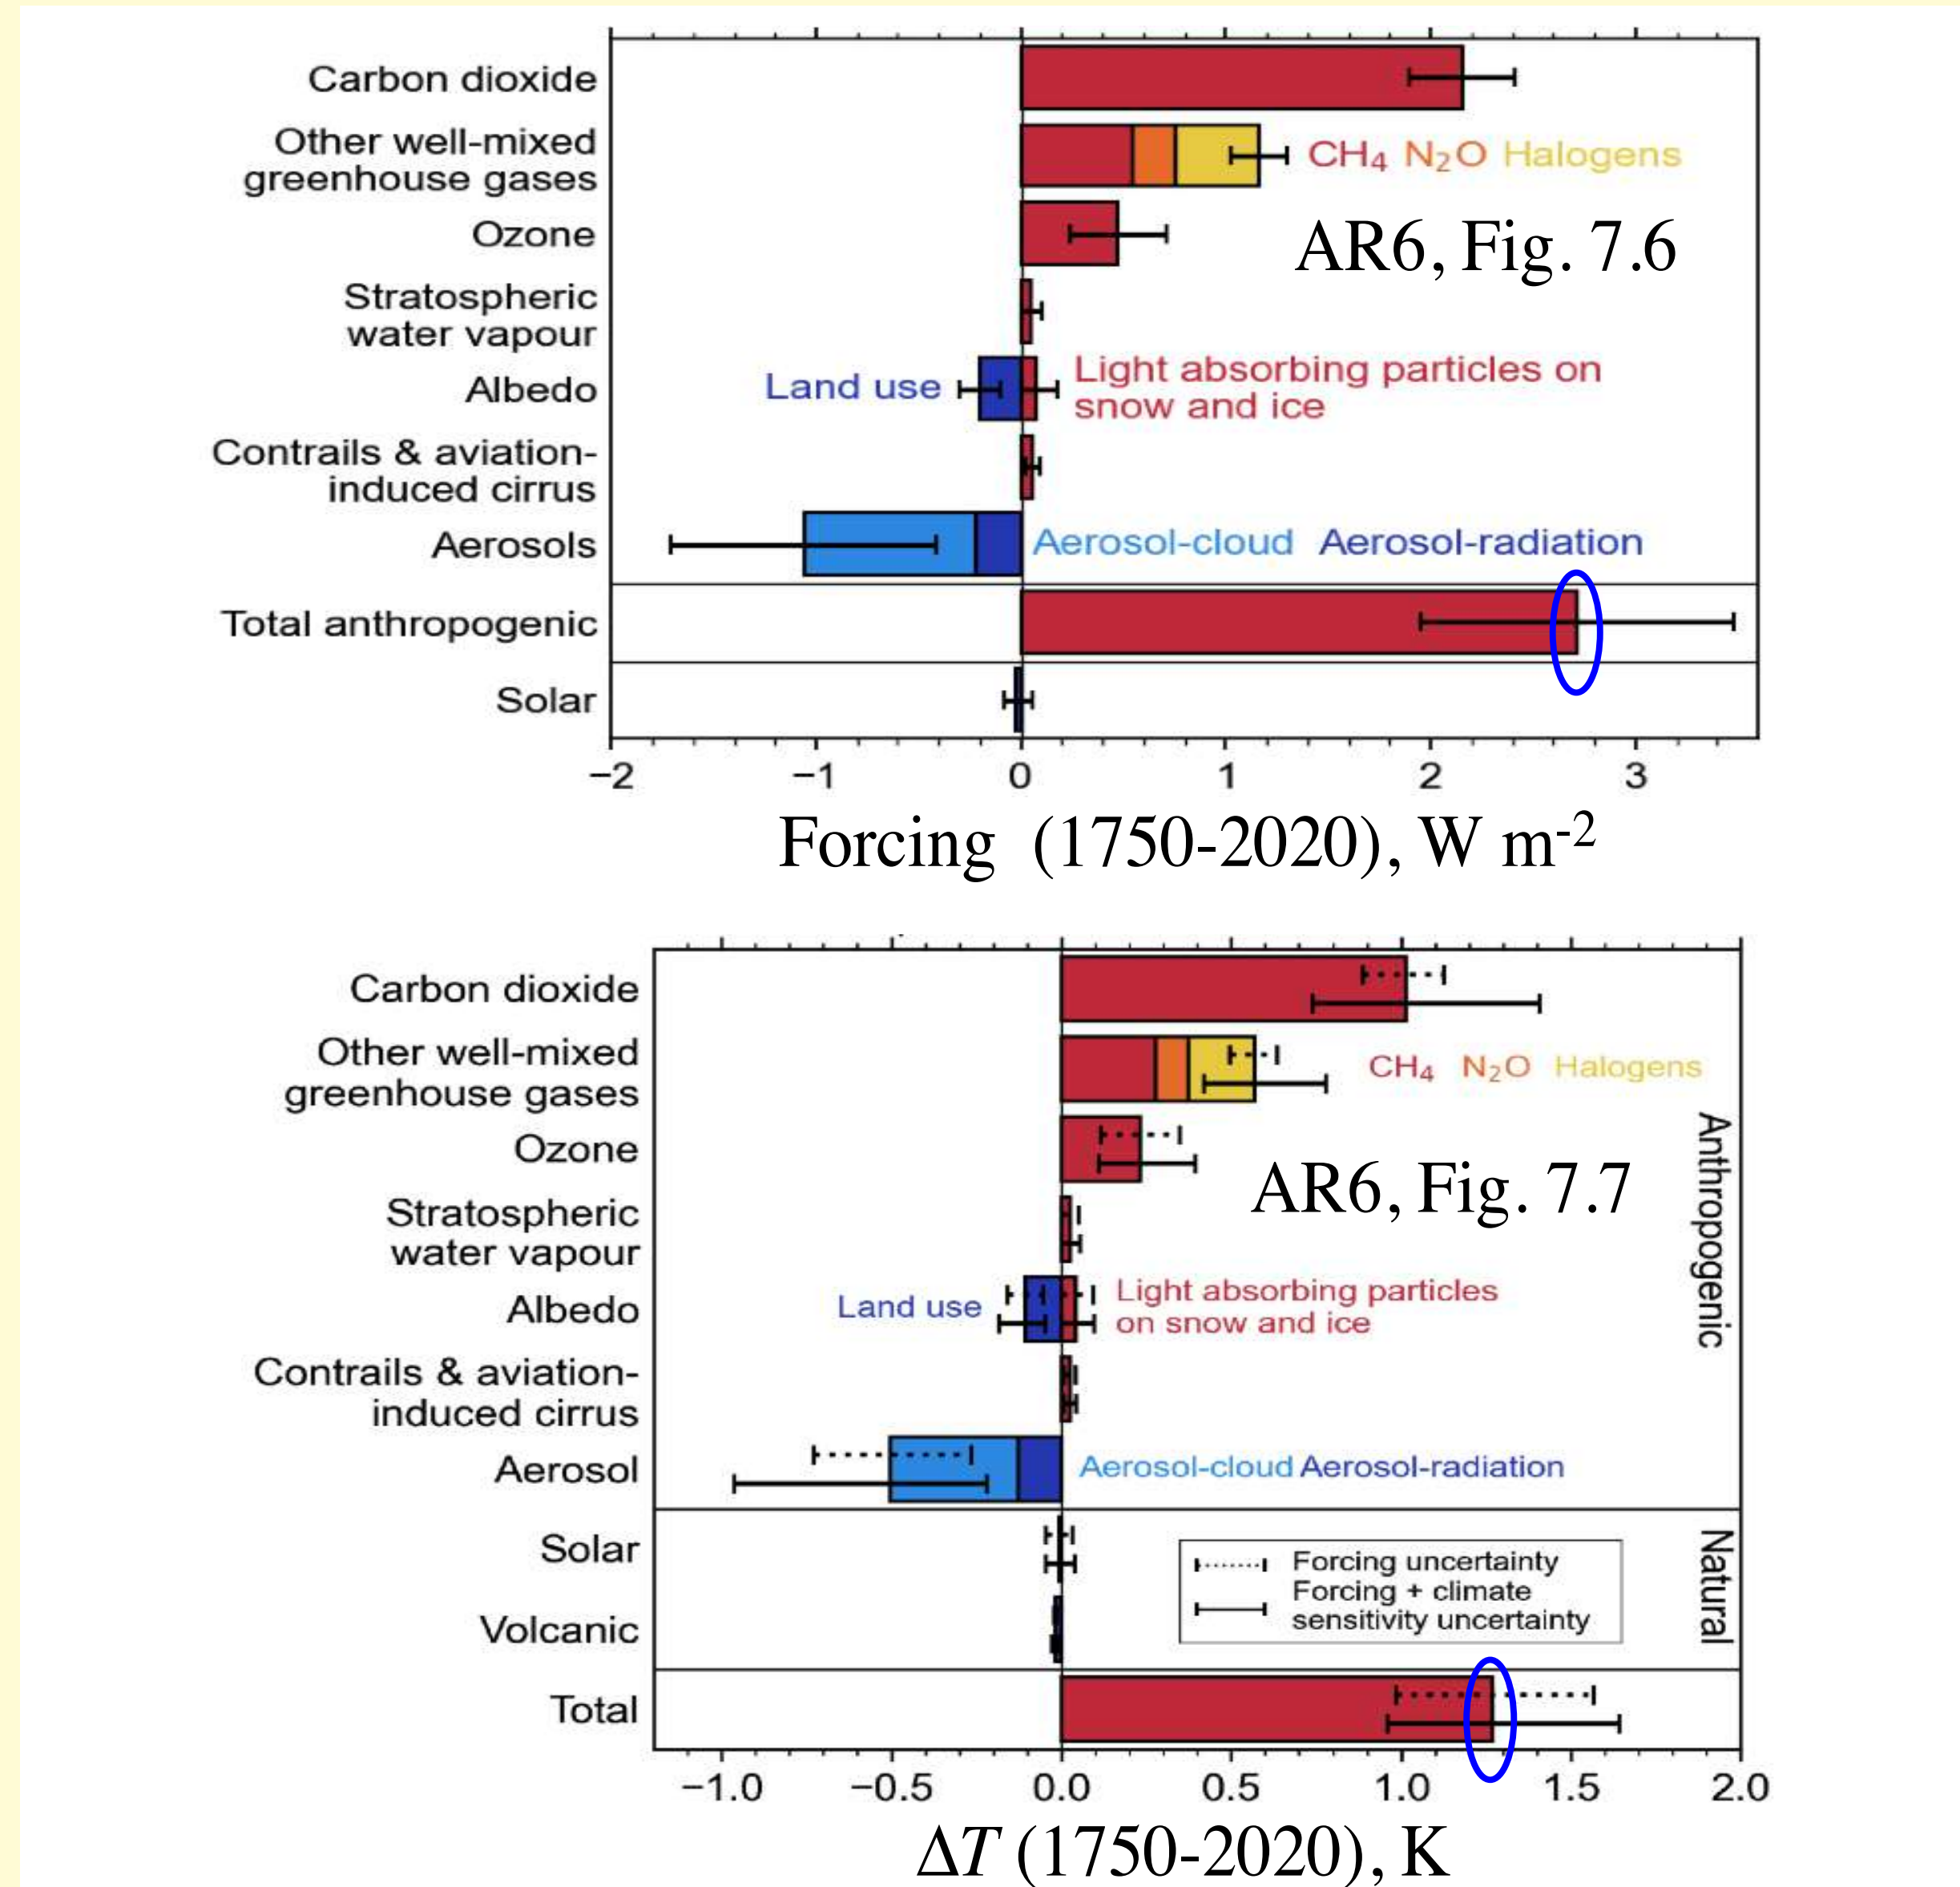 Carbon dioxide
Other well-mixed
greenhouse gases
CH₄ N₂O Halogens
Ozone
AR6, Fig. 7.6
Stratospheric
water vapour
Albedo
Land use
Light absorbing particles on
snow and ice
Contrails & aviation-
induced cirrus
Aerosols
Aerosol-cloud Aerosol-radiation
Total anthropogenic
Solar
−2 −1 0 1 2 3
Forcing (1750-2020), W m⁻²
Carbon dioxide
Other well-mixed
greenhouse gases
CH₄ N₂O Halogens
Ozone
AR6, Fig. 7.7
Anthropogenic
Stratospheric
water vapour
Albedo
Land use
Light absorbing particles
on snow and ice
Contrails & aviation-
induced cirrus
Aerosol
Aerosol-cloud Aerosol-radiation
Solar
Forcing uncertainty
Forcing + climate
sensitivity uncertainty
Natural
Volcanic
Total
−1.0 −0.5 0.0 0.5 1.0 1.5 2.0
ΔT (1750-2020), K